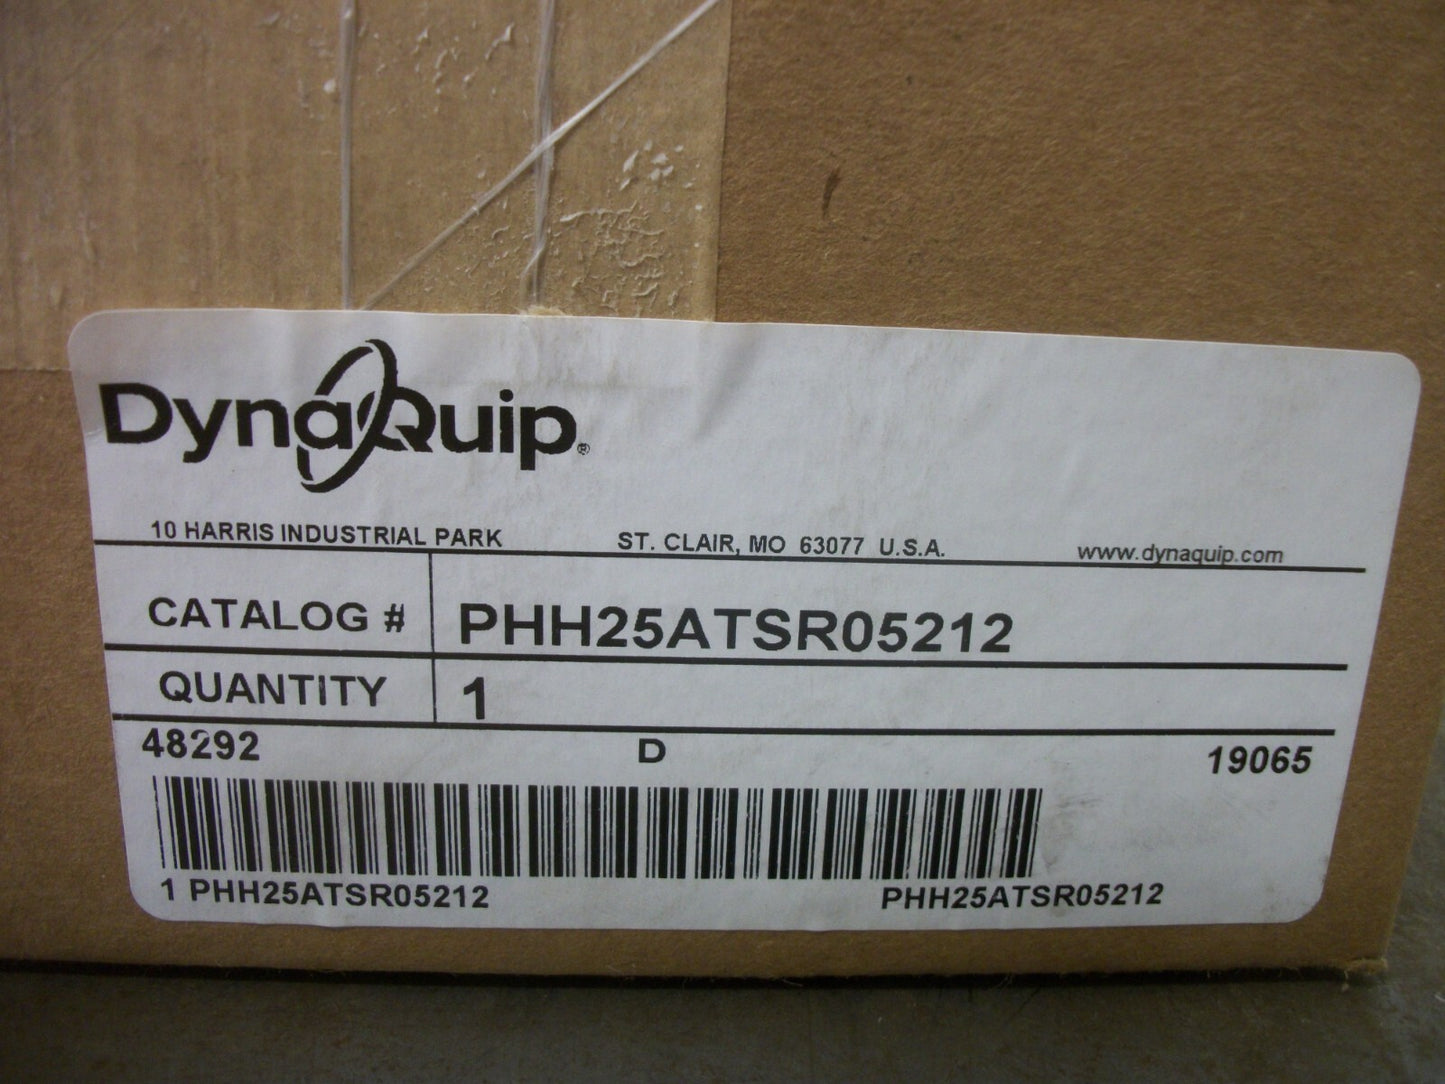 DynaQuip®
10 HARRIS INDUSTRIAL PARK ST. CLAIR, MO 63077 U.S.A. www.dynaquip.com
CATALOG # PHH25ATSR05212
QUANTITY 1
48292 D 19065
1 PHH25ATSR05212 PHH25ATSR05212